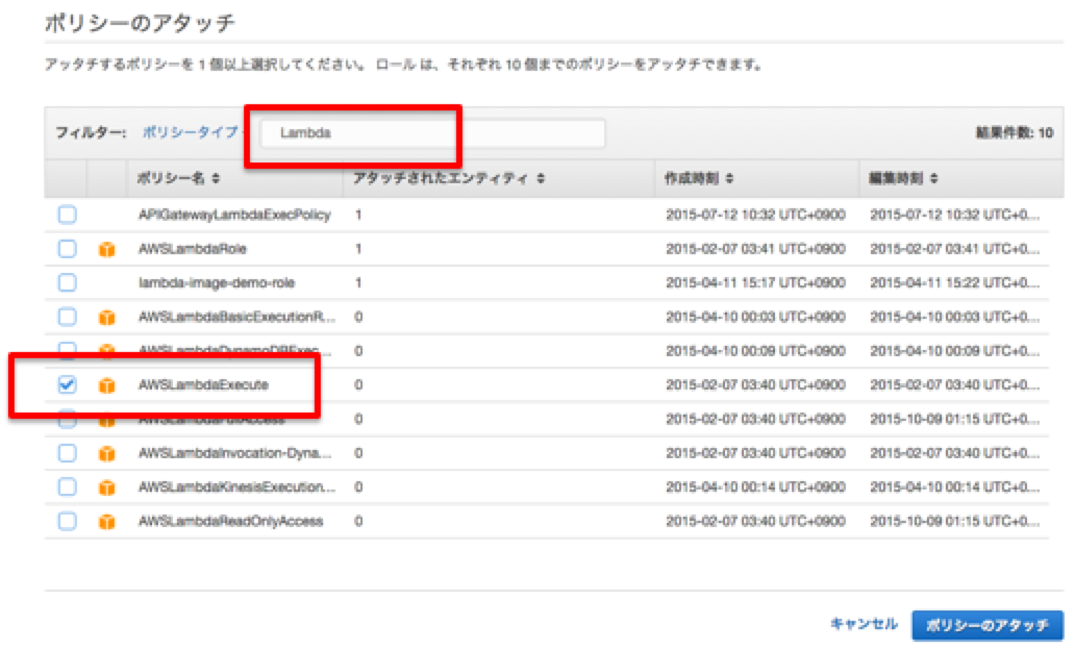 ポリシーのアタッチ
アッタチするポリシーを 1 個以上選択してください。 ロール は、それぞれ 10 個までのポリシーをアタッチできます。
フィルター: ポリシータイプ Lambda 結果件数: 10
ポリシー名 アタッチされたエンティティ 作成時刻 編集時刻
APIGatewayLambdaExecPolicy 1 2015-07-12 10:32 UTC+0900 2015-07-12 10:32 UTC+0...
AWSLambdaRole 1 2015-02-07 03:41 UTC+0900 2015-02-07 03:41 UTC+0...
lambda-image-demo-role 1 2015-04-11 15:17 UTC+0900 2015-04-11 15:22 UTC+0...
AWSLambdaBasicExecutionR... 0 2015-04-10 00:03 UTC+0900 2015-04-10 00:03 UTC+0...
AWSLambdaDynamoDBExec... 0 2015-04-10 00:09 UTC+0900 2015-04-10 00:09 UTC+0...
AWSLambdaExecute 0 2015-02-07 03:40 UTC+0900 2015-02-07 03:40 UTC+0...
AWSLambdaFullAccess 0 2015-02-07 03:40 UTC+0900 2015-10-09 01:15 UTC+0...
AWSLambdaInvocation-Dyna... 0 2015-02-07 03:40 UTC+0900 2015-02-07 03:40 UTC+0...
AWSLambdaKinesisExecution... 0 2015-04-10 00:14 UTC+0900 2015-04-10 00:14 UTC+0...
AWSLambdaReadOnlyAccess 0 2015-02-07 03:40 UTC+0900 2015-10-09 01:15 UTC+0...
キャンセル ポリシーのアタッチ